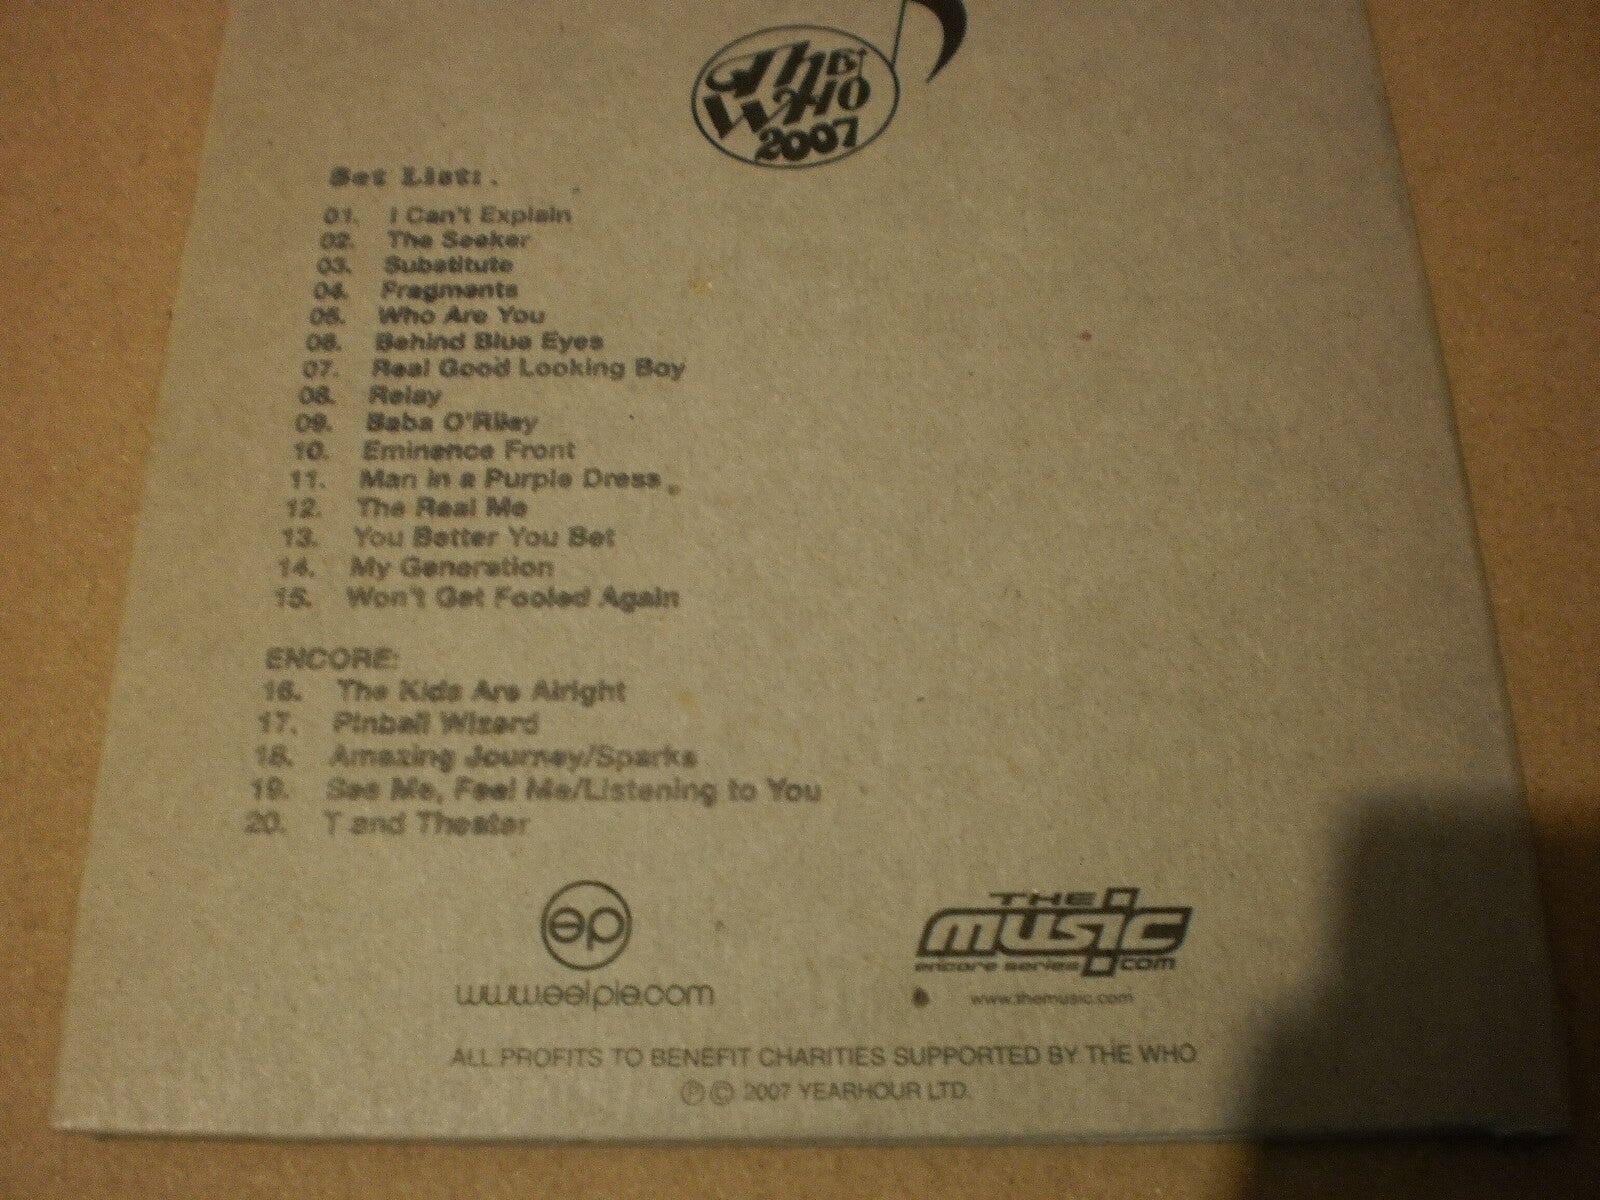 The
WHO
2007
Set List:
01. I Can't Explain
02. The Seeker
03. Substitute
04. Fragments
05. Who Are You
06. Behind Blue Eyes
07. Real Good Looking Boy
08. Relay
09. Baba O'Riley
10. Eminence Front
11. Man in a Purple Dress
12. The Real Me
13. You Better You Bet
14. My Generation
15. Won't Get Fooled Again
ENCORE:
16. The Kids Are Alright
17. Pinball Wizard
18. Amazing Journey/Sparks
19. See Me, Feel Me/Listening to You
20. T and Theater
ep
www.eelpie.com
THE
music
encore series .COM
www.themusic.com
ALL PROFITS TO BENEFIT CHARITIES SUPPORTED BY THE WHO
℗ © 2007 YEARHOUR LTD.